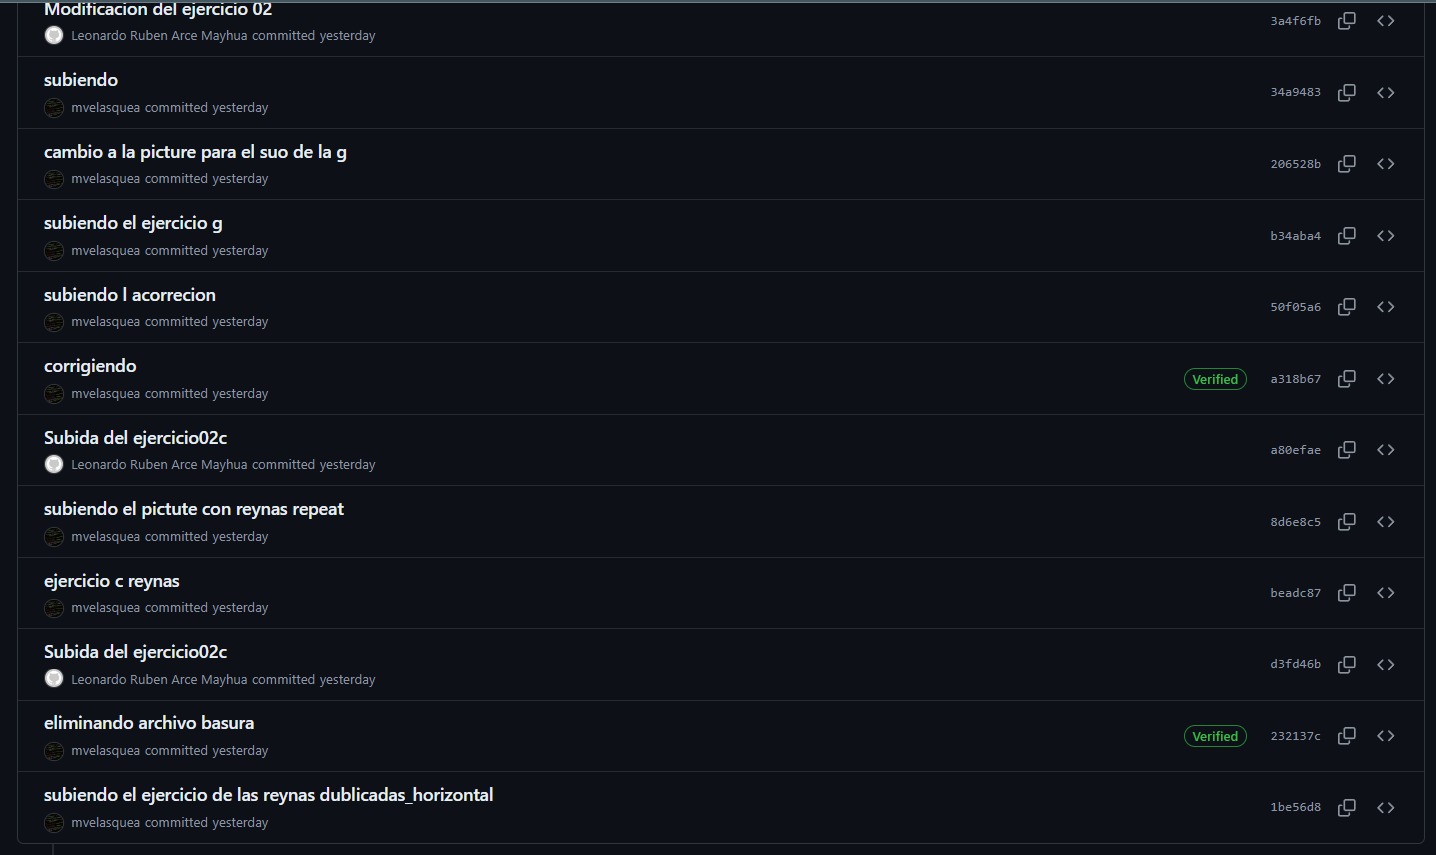 Modificacion del ejercicio 02
Leonardo Ruben Arce Mayhua committed yesterday
3a4f6fb
subiendo
mvelasquea committed yesterday
34a9483
cambio a la picture para el suo de la g
mvelasquea committed yesterday
206528b
subiendo el ejercicio g
mvelasquea committed yesterday
b34aba4
subiendo l acorrecion
mvelasquea committed yesterday
50f05a6
corrigiendo
mvelasquea committed yesterday
Verified a318b67
Subida del ejercicio02c
Leonardo Ruben Arce Mayhua committed yesterday
a80efae
subiendo el pictute con reynas repeat
mvelasquea committed yesterday
8d6e8c5
ejercicio c reynas
mvelasquea committed yesterday
beadc87
Subida del ejercicio02c
Leonardo Ruben Arce Mayhua committed yesterday
d3fd46b
eliminando archivo basura
mvelasquea committed yesterday
Verified 232137c
subiendo el ejercicio de las reynas dublicadas_horizontal
mvelasquea committed yesterday
1be56d8